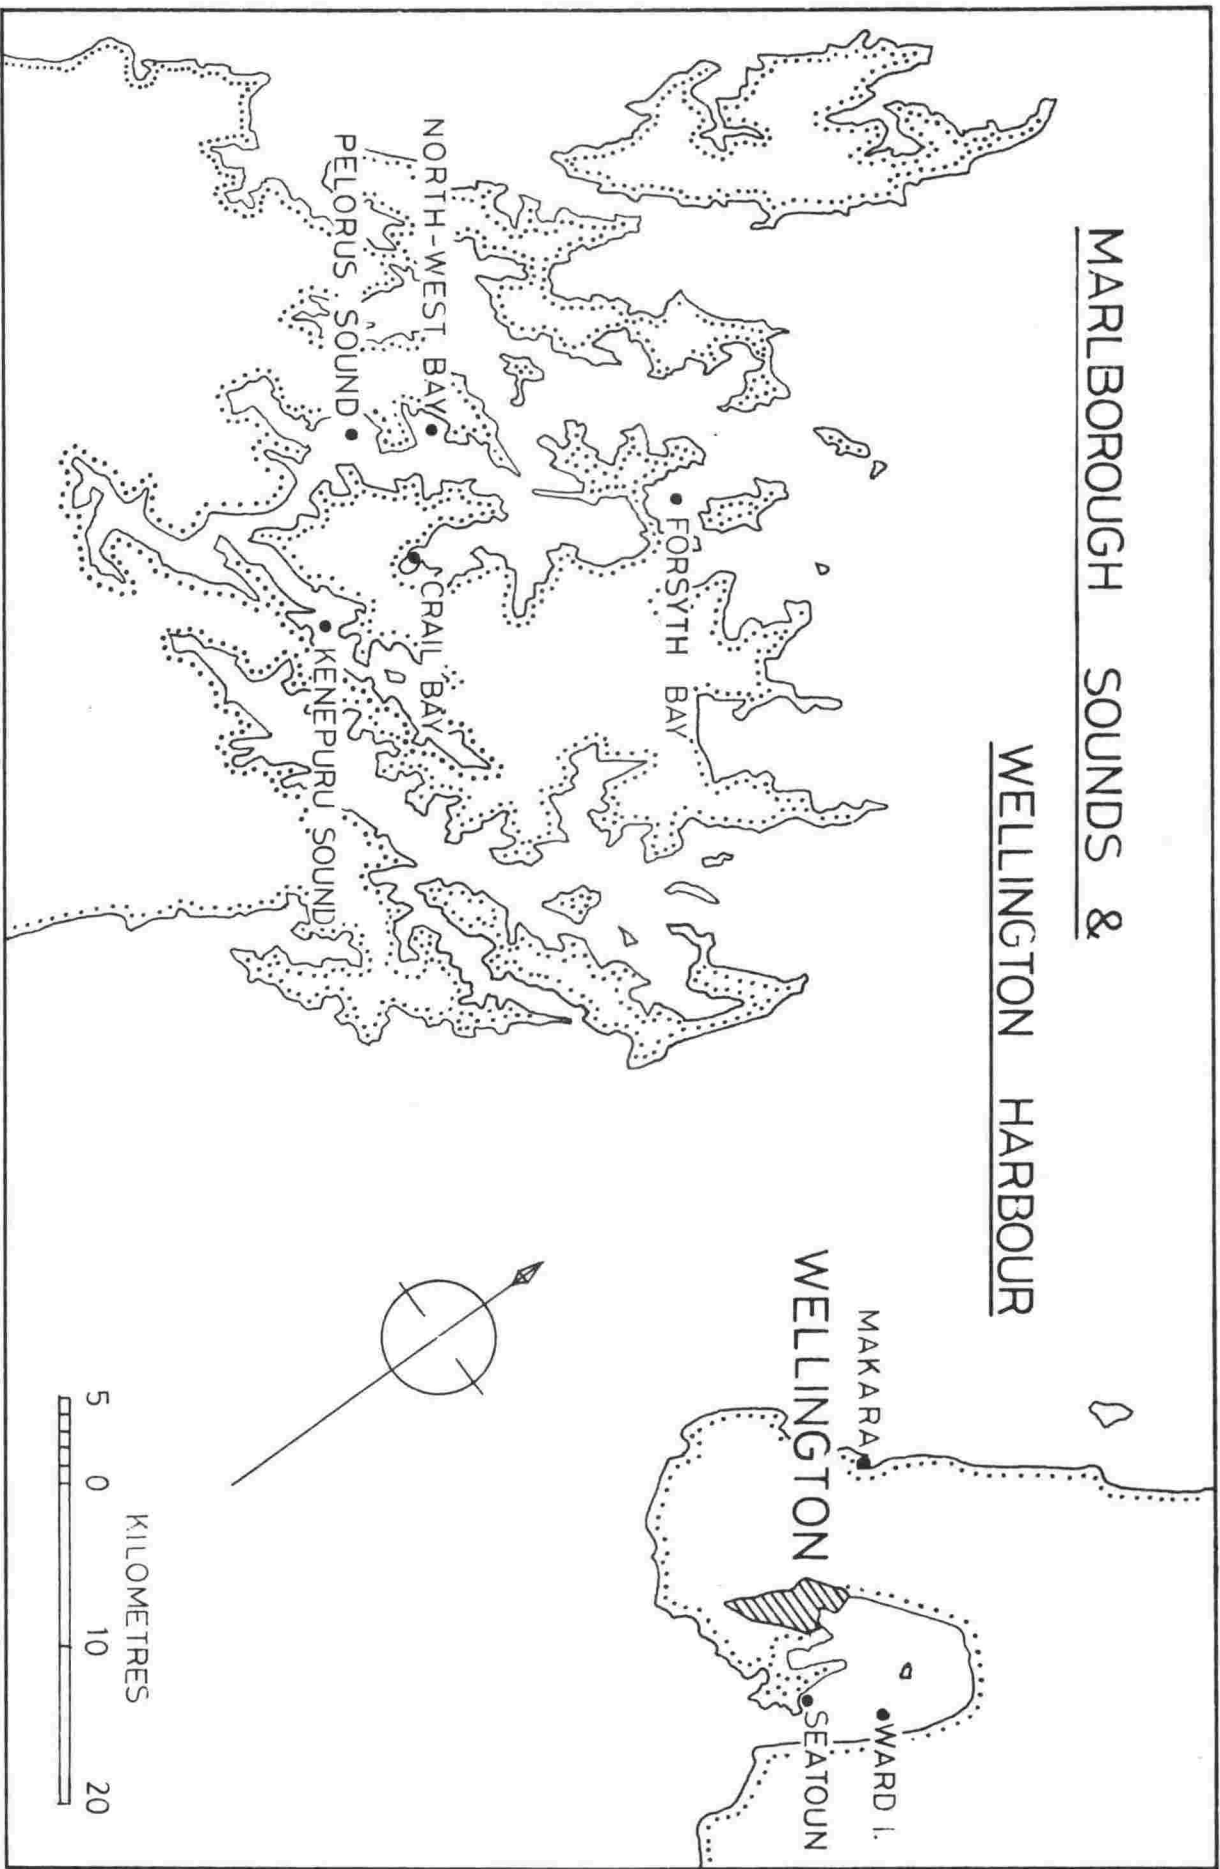 MARLBOROUGH SOUNDS &
WELLINGTON HARBOUR
WELLINGTON
MAKARA
WARD I.
SEATOUN
FORSYTH BAY
NORTH-WEST BAY
CRAIL BAY
PELORUS SOUND
KENEPURU SOUND
KILOMETRES
5 0 10 20